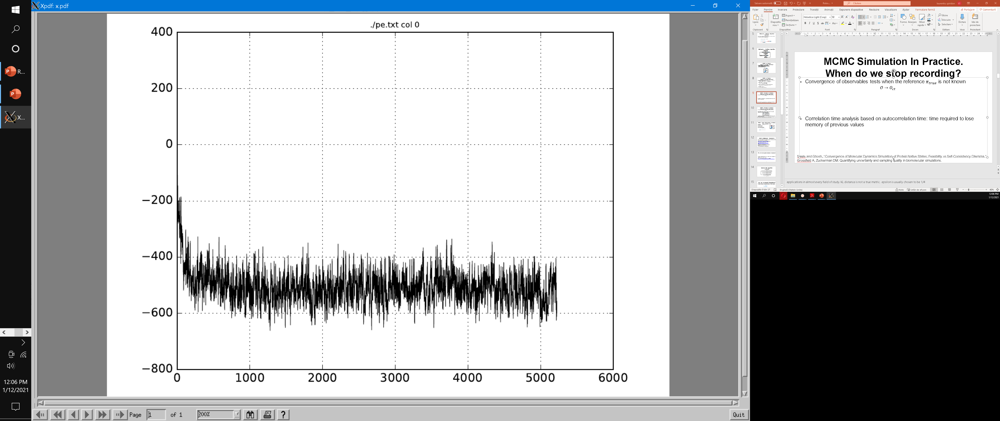 Xpdf: x.pdf
./pe.txt col 0
400
200
0
−200
−400
−600
−800
0 1000 2000 3000 4000 5000 6000
Page 1 of 1 200% ? Quit
R...
X...
12:06 PM
1/12/2021
Salvare automată Robo... Căutare laurentiu spiridon LS
Fișier Pornire Inserare Proiectare Tranziții Animații Expunere diapozitive Revizuire Vizualizare Ajutor Formatare formă Partajare Comentarii
Lipire
Clipboard
Diapozitiv nou
Aspect
Reinițializare
Secțiune
Diapozitive
Helvetica Light (Corp) 50
B I U S ab AV Aa A
Font
Paragraf
Forme Aranjare Stiluri rapide
Desen
Găsire
Înlocuire
Selectare
Editare
Dictare
Voce
Idei de proiectare
Proiectant
5
6
7
8
9
10
11
12
13
14
15
MCMC Simulation In Practice.
When do we stop recording?
• Convergence of observables tests when the reference π_true is not known
O → O_ct
• Correlation time analysis based on autocorrelation time: time required to lose
memory of previous values
Sawle and Ghosh, “Convergence of Molecular Dynamics Simulation of Protein Native States: Feasibility vs Self-Consistency Dilemma.”
Grossfield A, Zuckerman DM. Quantifying uncertainty and sampling quality in biomolecular simulations.
applications in almost every field of study. KL distance is not a true metric. epsilon is usually chosen to be 1/4
Diapozitiv 9 din 27 Engleză (Statele Unite) Note Setări de afișare 40%
12:06 PM
1/12/2021